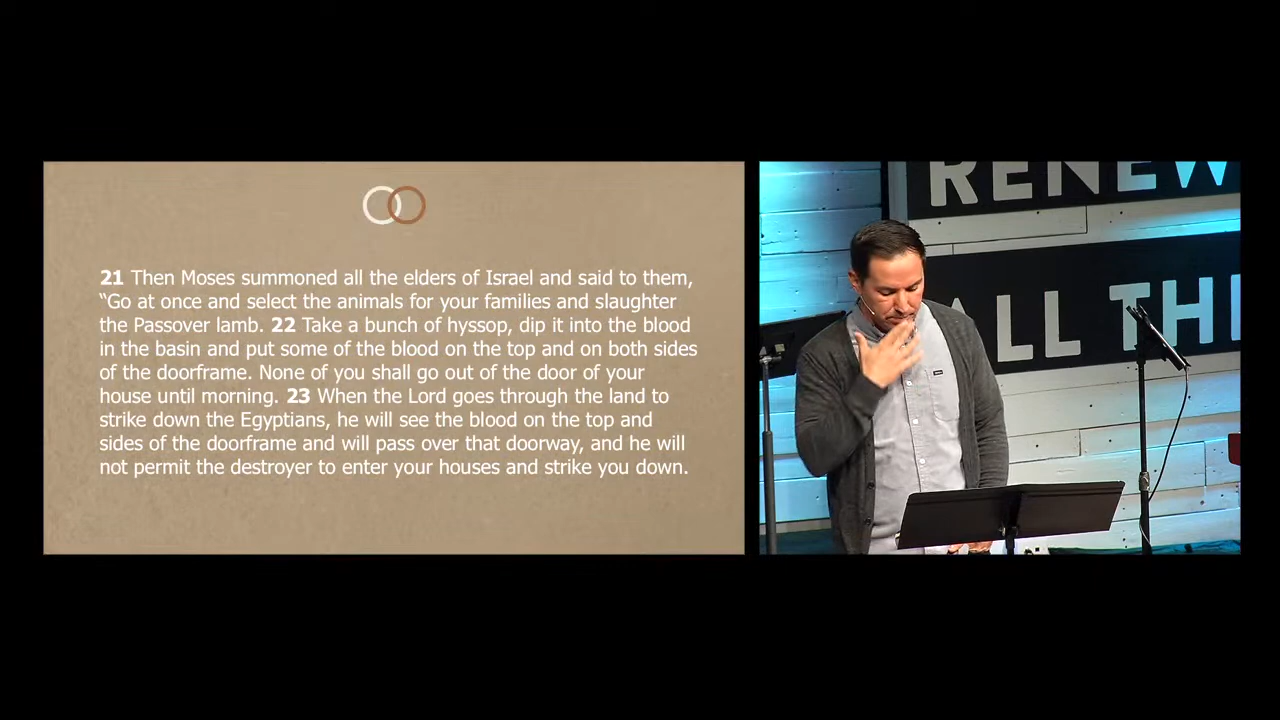 21 Then Moses summoned all the elders of Israel and said to them,
“Go at once and select the animals for your families and slaughter
the Passover lamb. 22 Take a bunch of hyssop, dip it into the blood
in the basin and put some of the blood on the top and on both sides
of the doorframe. None of you shall go out of the door of your
house until morning. 23 When the Lord goes through the land to
strike down the Egyptians, he will see the blood on the top and
sides of the doorframe and will pass over that doorway, and he will
not permit the destroyer to enter your houses and strike you down.
RENEW
ALL THI